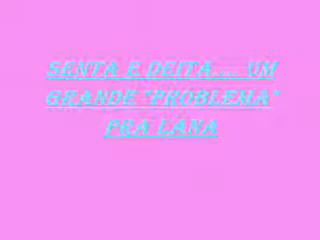 SENTA E DEITA.... UM
GRANDE "PROBLEMA"
PRA LANA